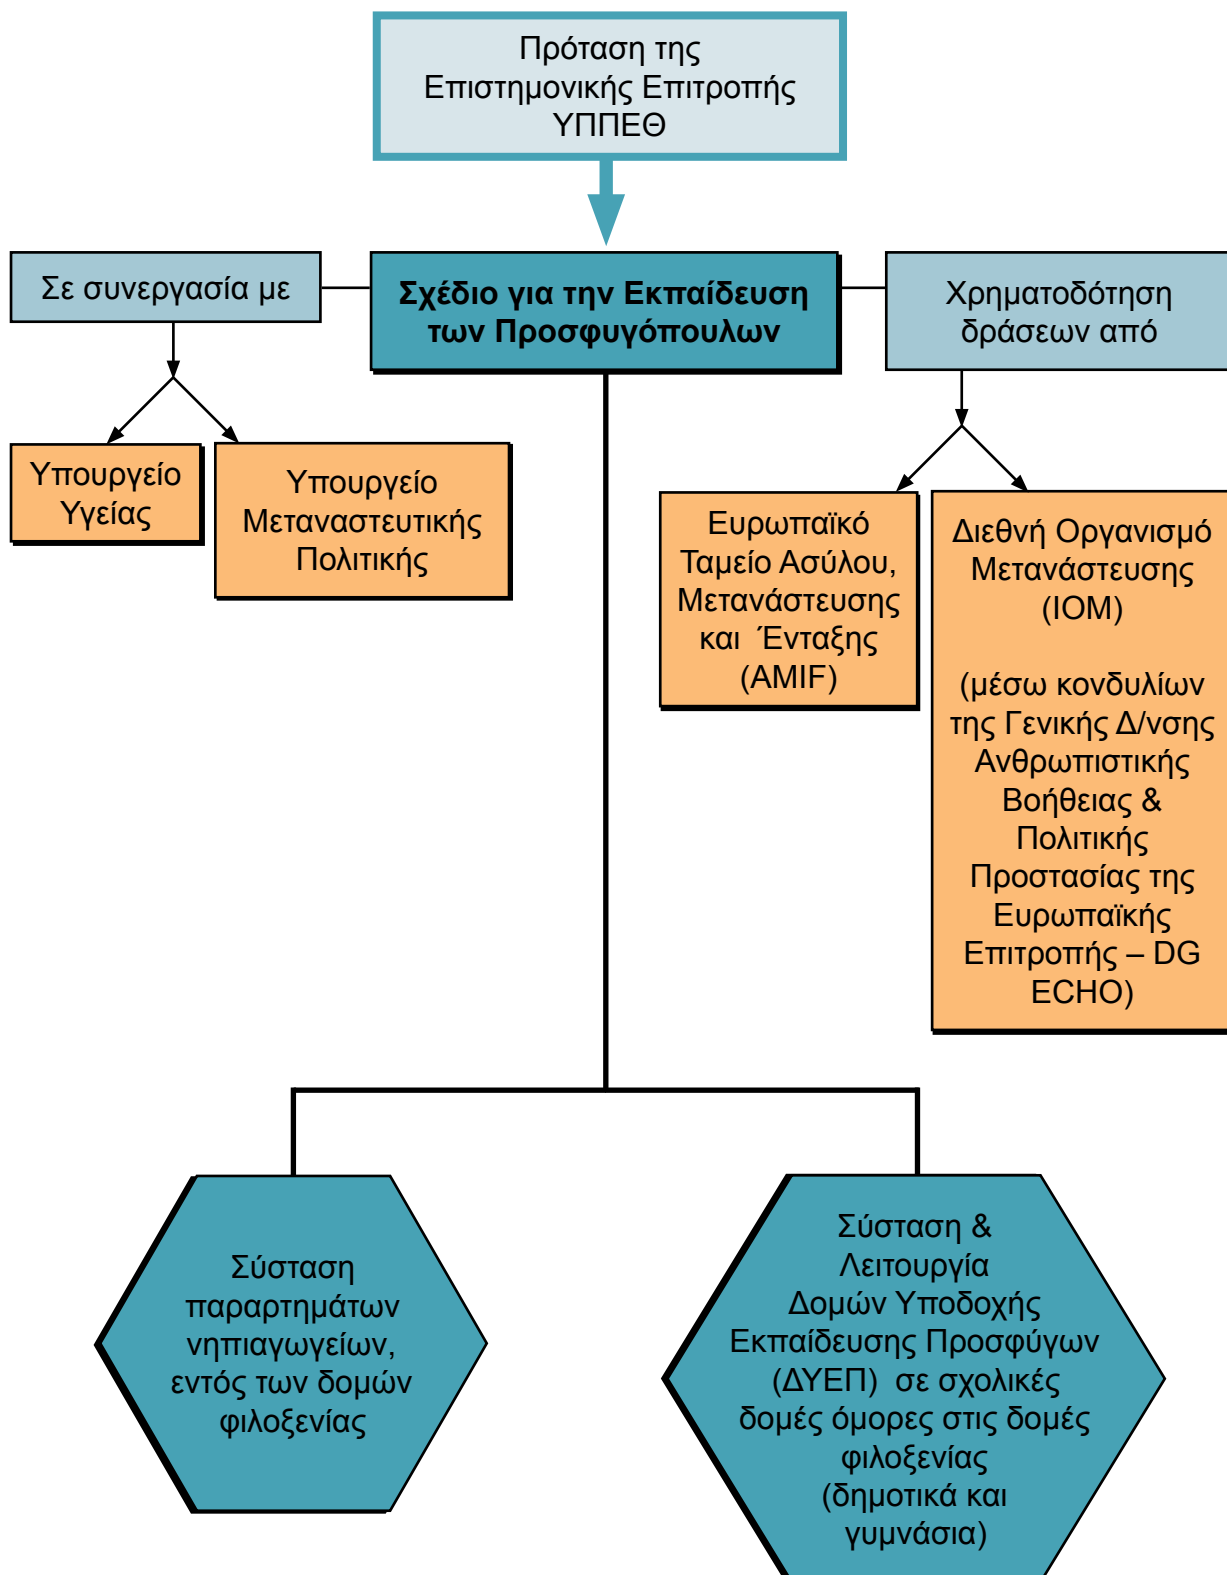 Πρόταση της
Επιστημονικής Επιτροπής
ΥΠΠΕΘ
Σε συνεργασία με
Σχέδιο για την Εκπαίδευση
των Προσφυγόπουλων
Χρηματοδότηση
δράσεων από
Υπουργείο
Υγείας
Υπουργείο
Μεταναστευτικής
Πολιτικής
Ευρωπαϊκό
Ταμείο Ασύλου,
Μετανάστευσης
και Ένταξης
(AMIF)
Διεθνή Οργανισμό
Μετανάστευσης
(IOM)
(μέσω κονδυλίων
της Γενικής Δ/νσης
Ανθρωπιστικής
Βοήθειας &
Πολιτικής
Προστασίας της
Ευρωπαϊκής
Επιτροπής – DG
ECHO)
Σύσταση
παραρτημάτων
νηπιαγωγείων,
εντός των δομών
φιλοξενίας
Σύσταση &
Λειτουργία
Δομών Υποδοχής
Εκπαίδευσης Προσφύγων
(ΔΥΕΠ) σε σχολικές
δομές όμορες στις δομές
φιλοξενίας
(δημοτικά και
γυμνάσια)